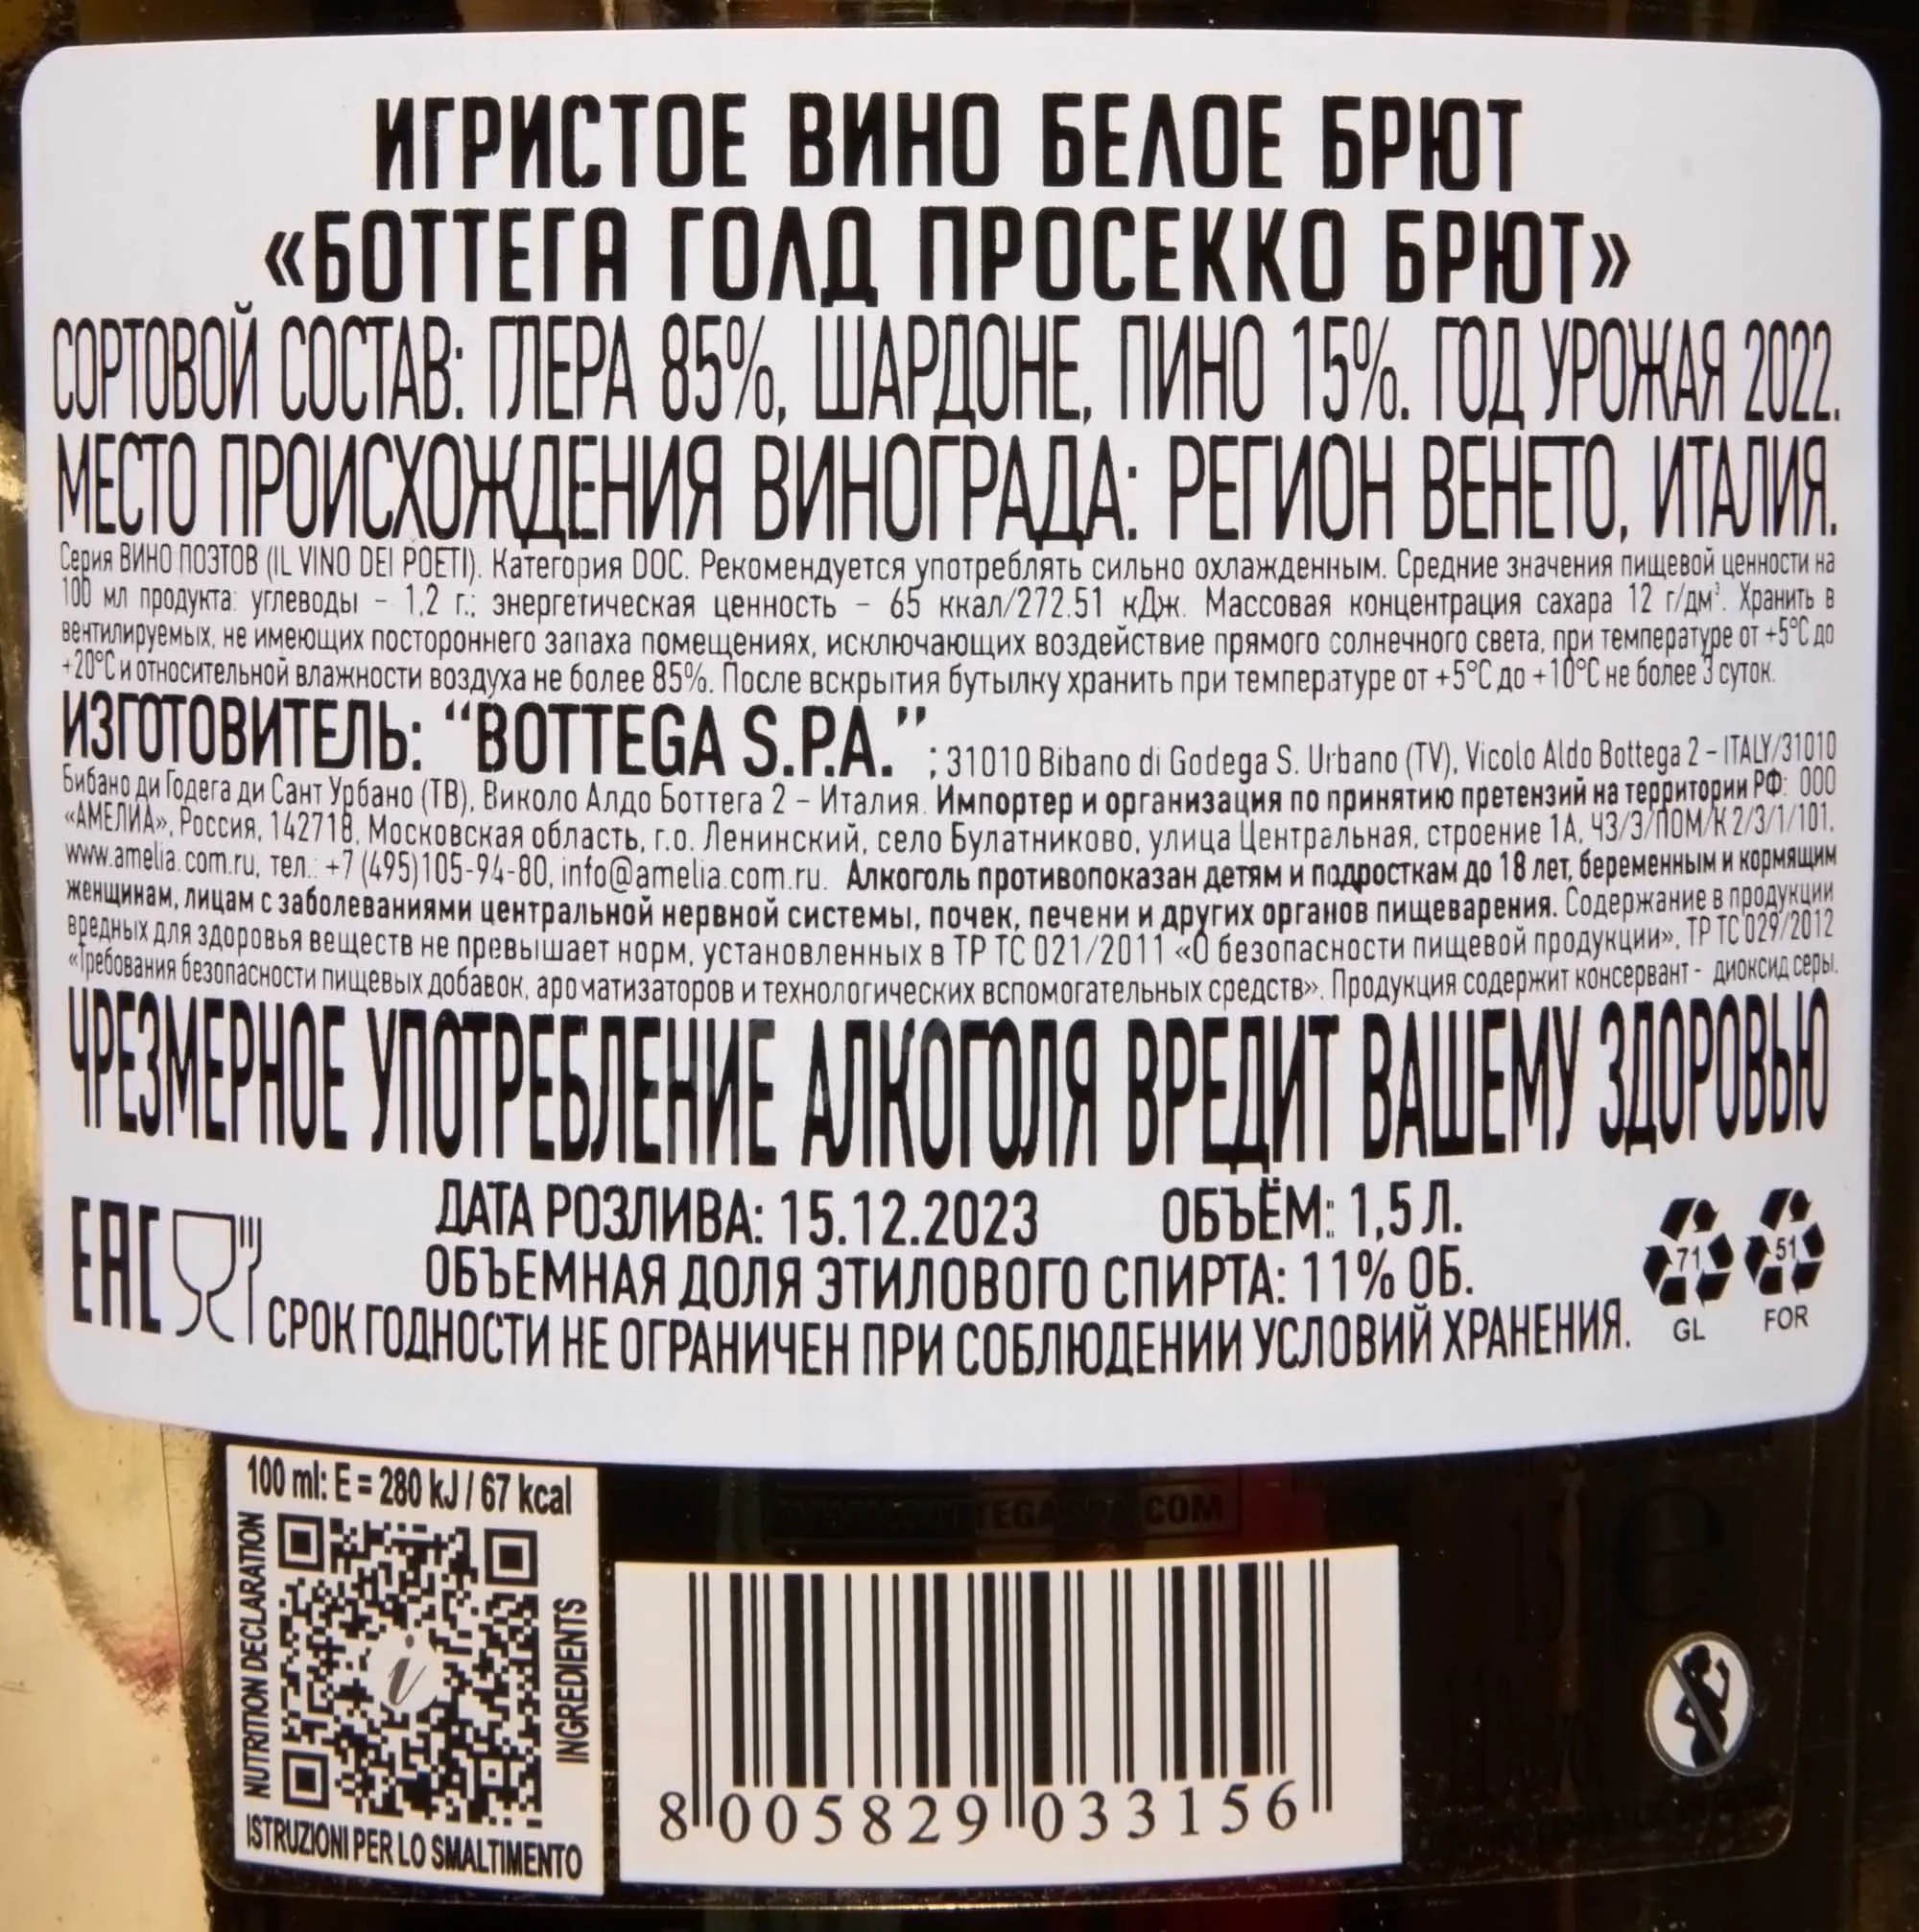 ИГРИСТОЕ ВИНО БЕЛОЕ БРЮТ
«БОТТЕГА ГОЛД ПРОСЕККО БРЮТ»
СОРТОВОЙ СОСТАВ: ГЛЕРА 85%, ШАРДОНЕ, ПИНО 15%. ГОД УРОЖАЯ 2022.
МЕСТО ПРОИСХОЖДЕНИЯ ВИНОГРАДА: РЕГИОН ВЕНЕТО, ИТАЛИЯ.
Серия ВИНО ПОЭТОВ (IL VINO DEI POETI). Категория DOC. Рекомендуется употреблять сильно охлажденным. Средние значения пищевой ценности на
100 мл продукта: углеводы – 1,2 г.; энергетическая ценность – 65 ккал/272.51 кДж. Массовая концентрация сахара 12 г/дм³. Хранить в
вентилируемых, не имеющих постороннего запаха помещениях, исключающих воздействие прямого солнечного света, при температуре от +5°С до
+20°С и относительной влажности воздуха не более 85%. После вскрытия бутылку хранить при температуре от +5°С до +10°С не более 3 суток.
ИЗГОТОВИТЕЛЬ: “BOTTEGA S.P.A.”; 31010 Bibano di Godega S. Urbano (TV), Vicolo Aldo Bottega 2 – ITALY/31010
Бибано ди Годега ди Сант Урбано (ТВ), Виколо Алдо Боттега 2 – Италия. Импортер и организация по принятию претензий на территории РФ: ООО
«АМЕЛИЯ», Россия, 142718, Московская область, г.о. Ленинский, село Булатниково, улица Центральная, строение 1А, ЧЗ/3/ПОМ/К 2/3/1/101.
www.amelia.com.ru, тел.: +7 (495)105-94-80, info@amelia.com.ru. Алкоголь противопоказан детям и подросткам до 18 лет, беременным и кормящим
женщинам, лицам с заболеваниями центральной нервной системы, почек, печени и других органов пищеварения. Содержание в продукции
вредных для здоровья веществ не превышает норм, установленных в ТР ТС 021/2011 «О безопасности пищевой продукции», ТР ТС 029/2012
«Требования безопасности пищевых добавок, ароматизаторов и технологических вспомогательных средств». Продукция содержит консервант - диоксид серы.
ЧРЕЗМЕРНОЕ УПОТРЕБЛЕНИЕ АЛКОГОЛЯ ВРЕДИТ ВАШЕМУ ЗДОРОВЬЮ
ДАТА РОЗЛИВА: 15.12.2023 ОБЪЁМ: 1,5 Л.
ОБЪЕМНАЯ ДОЛЯ ЭТИЛОВОГО СПИРТА: 11% ОБ.
EAC СРОК ГОДНОСТИ НЕ ОГРАНИЧЕН ПРИ СОБЛЮДЕНИИ УСЛОВИЙ ХРАНЕНИЯ.
71 51
GL FOR
100 ml: E = 280 kJ / 67 kcal
NUTRITION DECLARATION
i
INGREDIENTS
ISTRUZIONI PER LO SMALTIMENTO
8 005829 033156
e